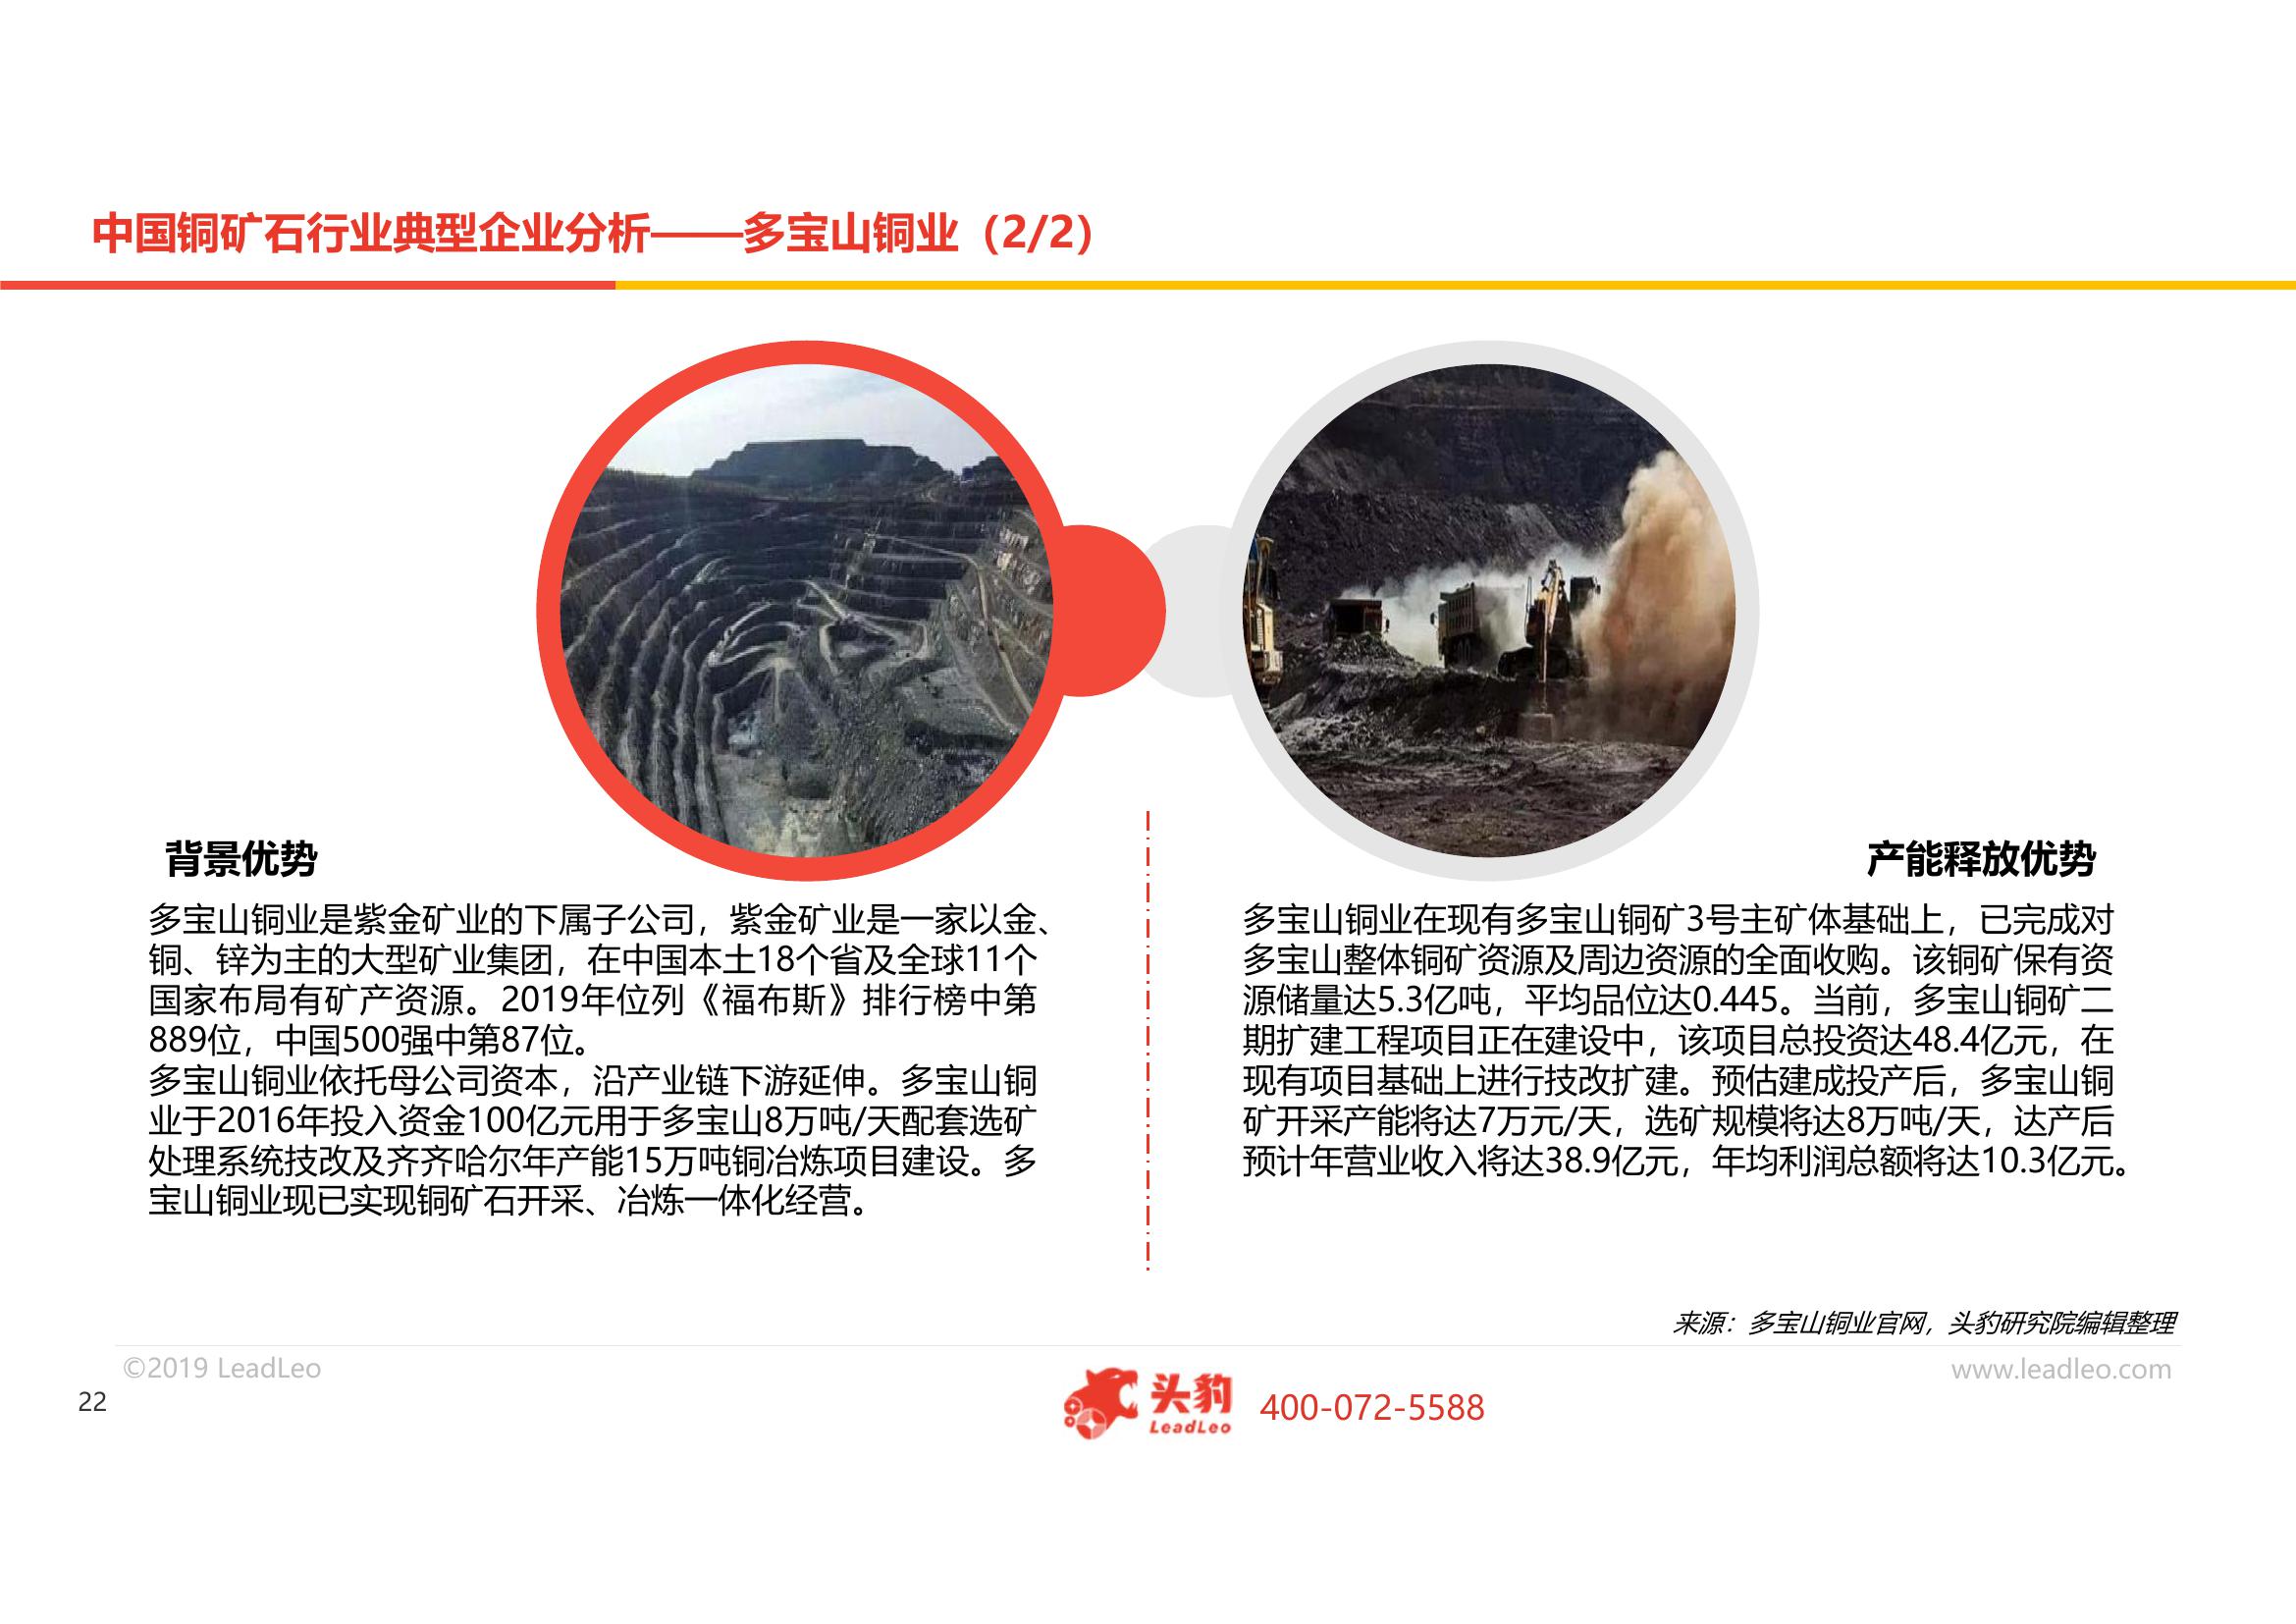 中国铜矿石行业典型企业分析——多宝山铜业（2/2）
背景优势
多宝山铜业是紫金矿业的下属子公司，紫金矿业是一家以金、
铜、锌为主的大型矿业集团，在中国本土18个省及全球11个
国家布局有矿产资源。2019年位列《福布斯》排行榜中第
889位，中国500强中第87位。
多宝山铜业依托母公司资本，沿产业链下游延伸。多宝山铜
业于2016年投入资金100亿元用于多宝山8万吨/天配套选矿
处理系统技改及齐齐哈尔年产能15万吨铜冶炼项目建设。多
宝山铜业现已实现铜矿石开采、冶炼一体化经营。
产能释放优势
多宝山铜业在现有多宝山铜矿3号主矿体基础上，已完成对
多宝山整体铜矿资源及周边资源的全面收购。该铜矿保有资
源储量达5.3亿吨，平均品位达0.445。当前，多宝山铜矿二
期扩建工程项目正在建设中，该项目总投资达48.4亿元，在
现有项目基础上进行技改扩建。预估建成投产后，多宝山铜
矿开采产能将达7万元/天，选矿规模将达8万吨/天，达产后
预计年营业收入将达38.9亿元，年均利润总额将达10.3亿元。
来源：多宝山铜业官网，头豹研究院编辑整理
©2019 LeadLeo
www.leadleo.com
22
头豹
LeadLeo
400-072-5588